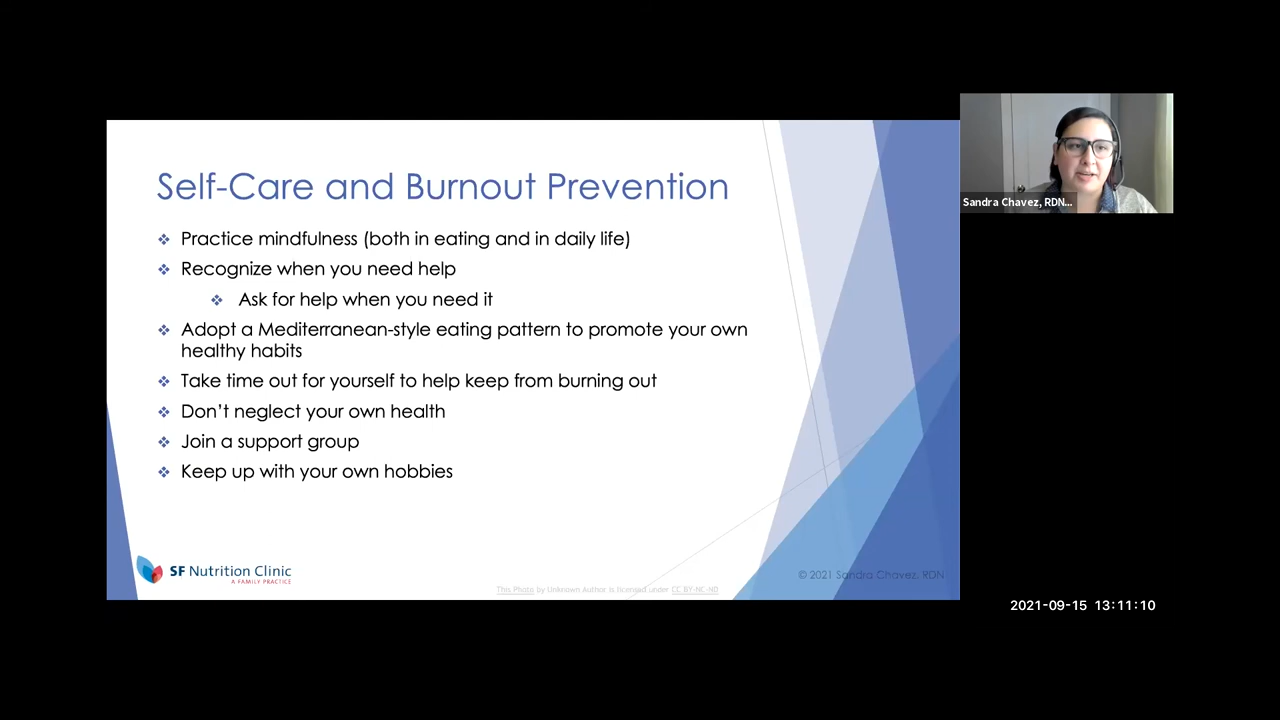 Self-Care and Burnout Prevention
Practice mindfulness (both in eating and in daily life)
Recognize when you need help
Ask for help when you need it
Adopt a Mediterranean-style eating pattern to promote your own
healthy habits
Take time out for yourself to help keep from burning out
Don’t neglect your own health
Join a support group
Keep up with your own hobbies
SF Nutrition Clinic
A FAMILY PRACTICE
This Photo by Unknown Author is licensed under CC BY-NC-ND
© 2021 Sandra Chavez, RDN
Sandra Chavez, RDN...
2021-09-15 13:11:10